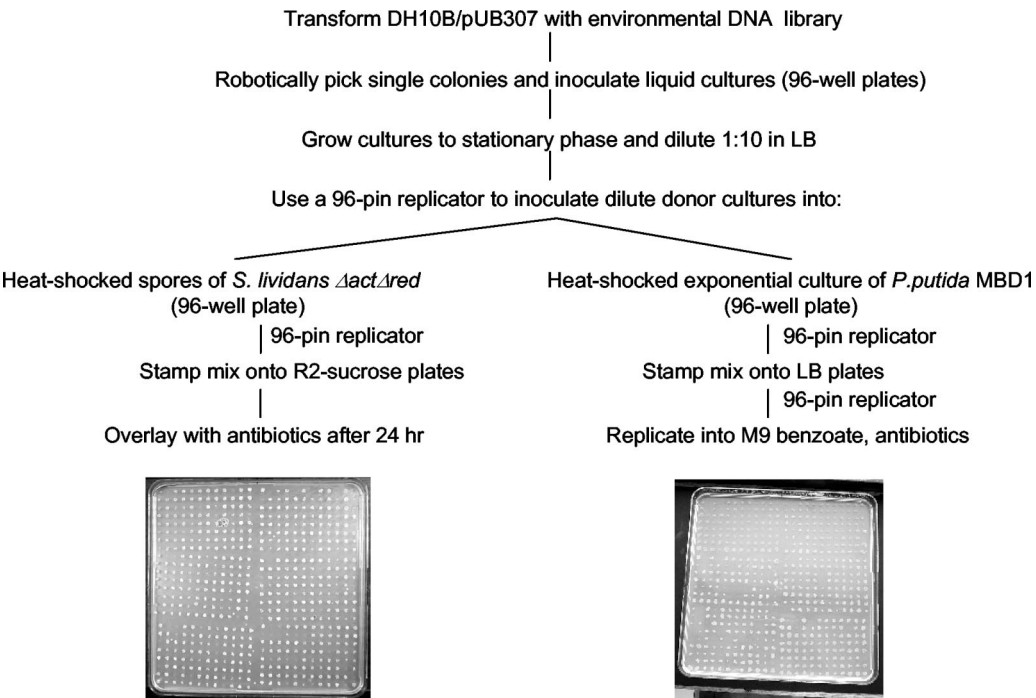 Transform DH10B/pUB307 with environmental DNA library
Robotically pick single colonies and inoculate liquid cultures (96-well plates)
Grow cultures to stationary phase and dilute 1:10 in LB
Use a 96-pin replicator to inoculate dilute donor cultures into:
Heat-shocked spores of S. lividans ΔactΔred
(96-well plate)
96-pin replicator
Stamp mix onto R2-sucrose plates
Overlay with antibiotics after 24 hr
Heat-shocked exponential culture of P.putida MBD1
(96-well plate)
96-pin replicator
Stamp mix onto LB plates
96-pin replicator
Replicate into M9 benzoate, antibiotics